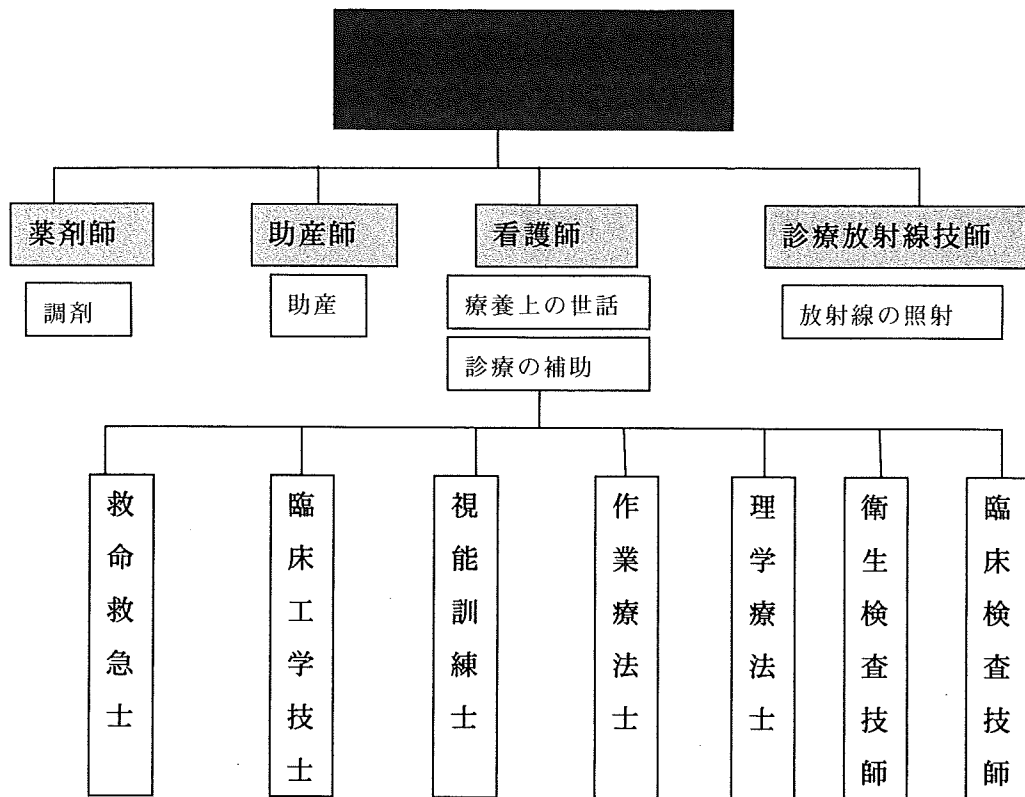 薬剤師
助産師
看護師
診療放射線技師
調剤
助産
療養上の世話
放射線の照射
診療の補助
救命救急士
臨床工学技士
視能訓練士
作業療法士
理学療法士
衛生検査技師
臨床検査技師